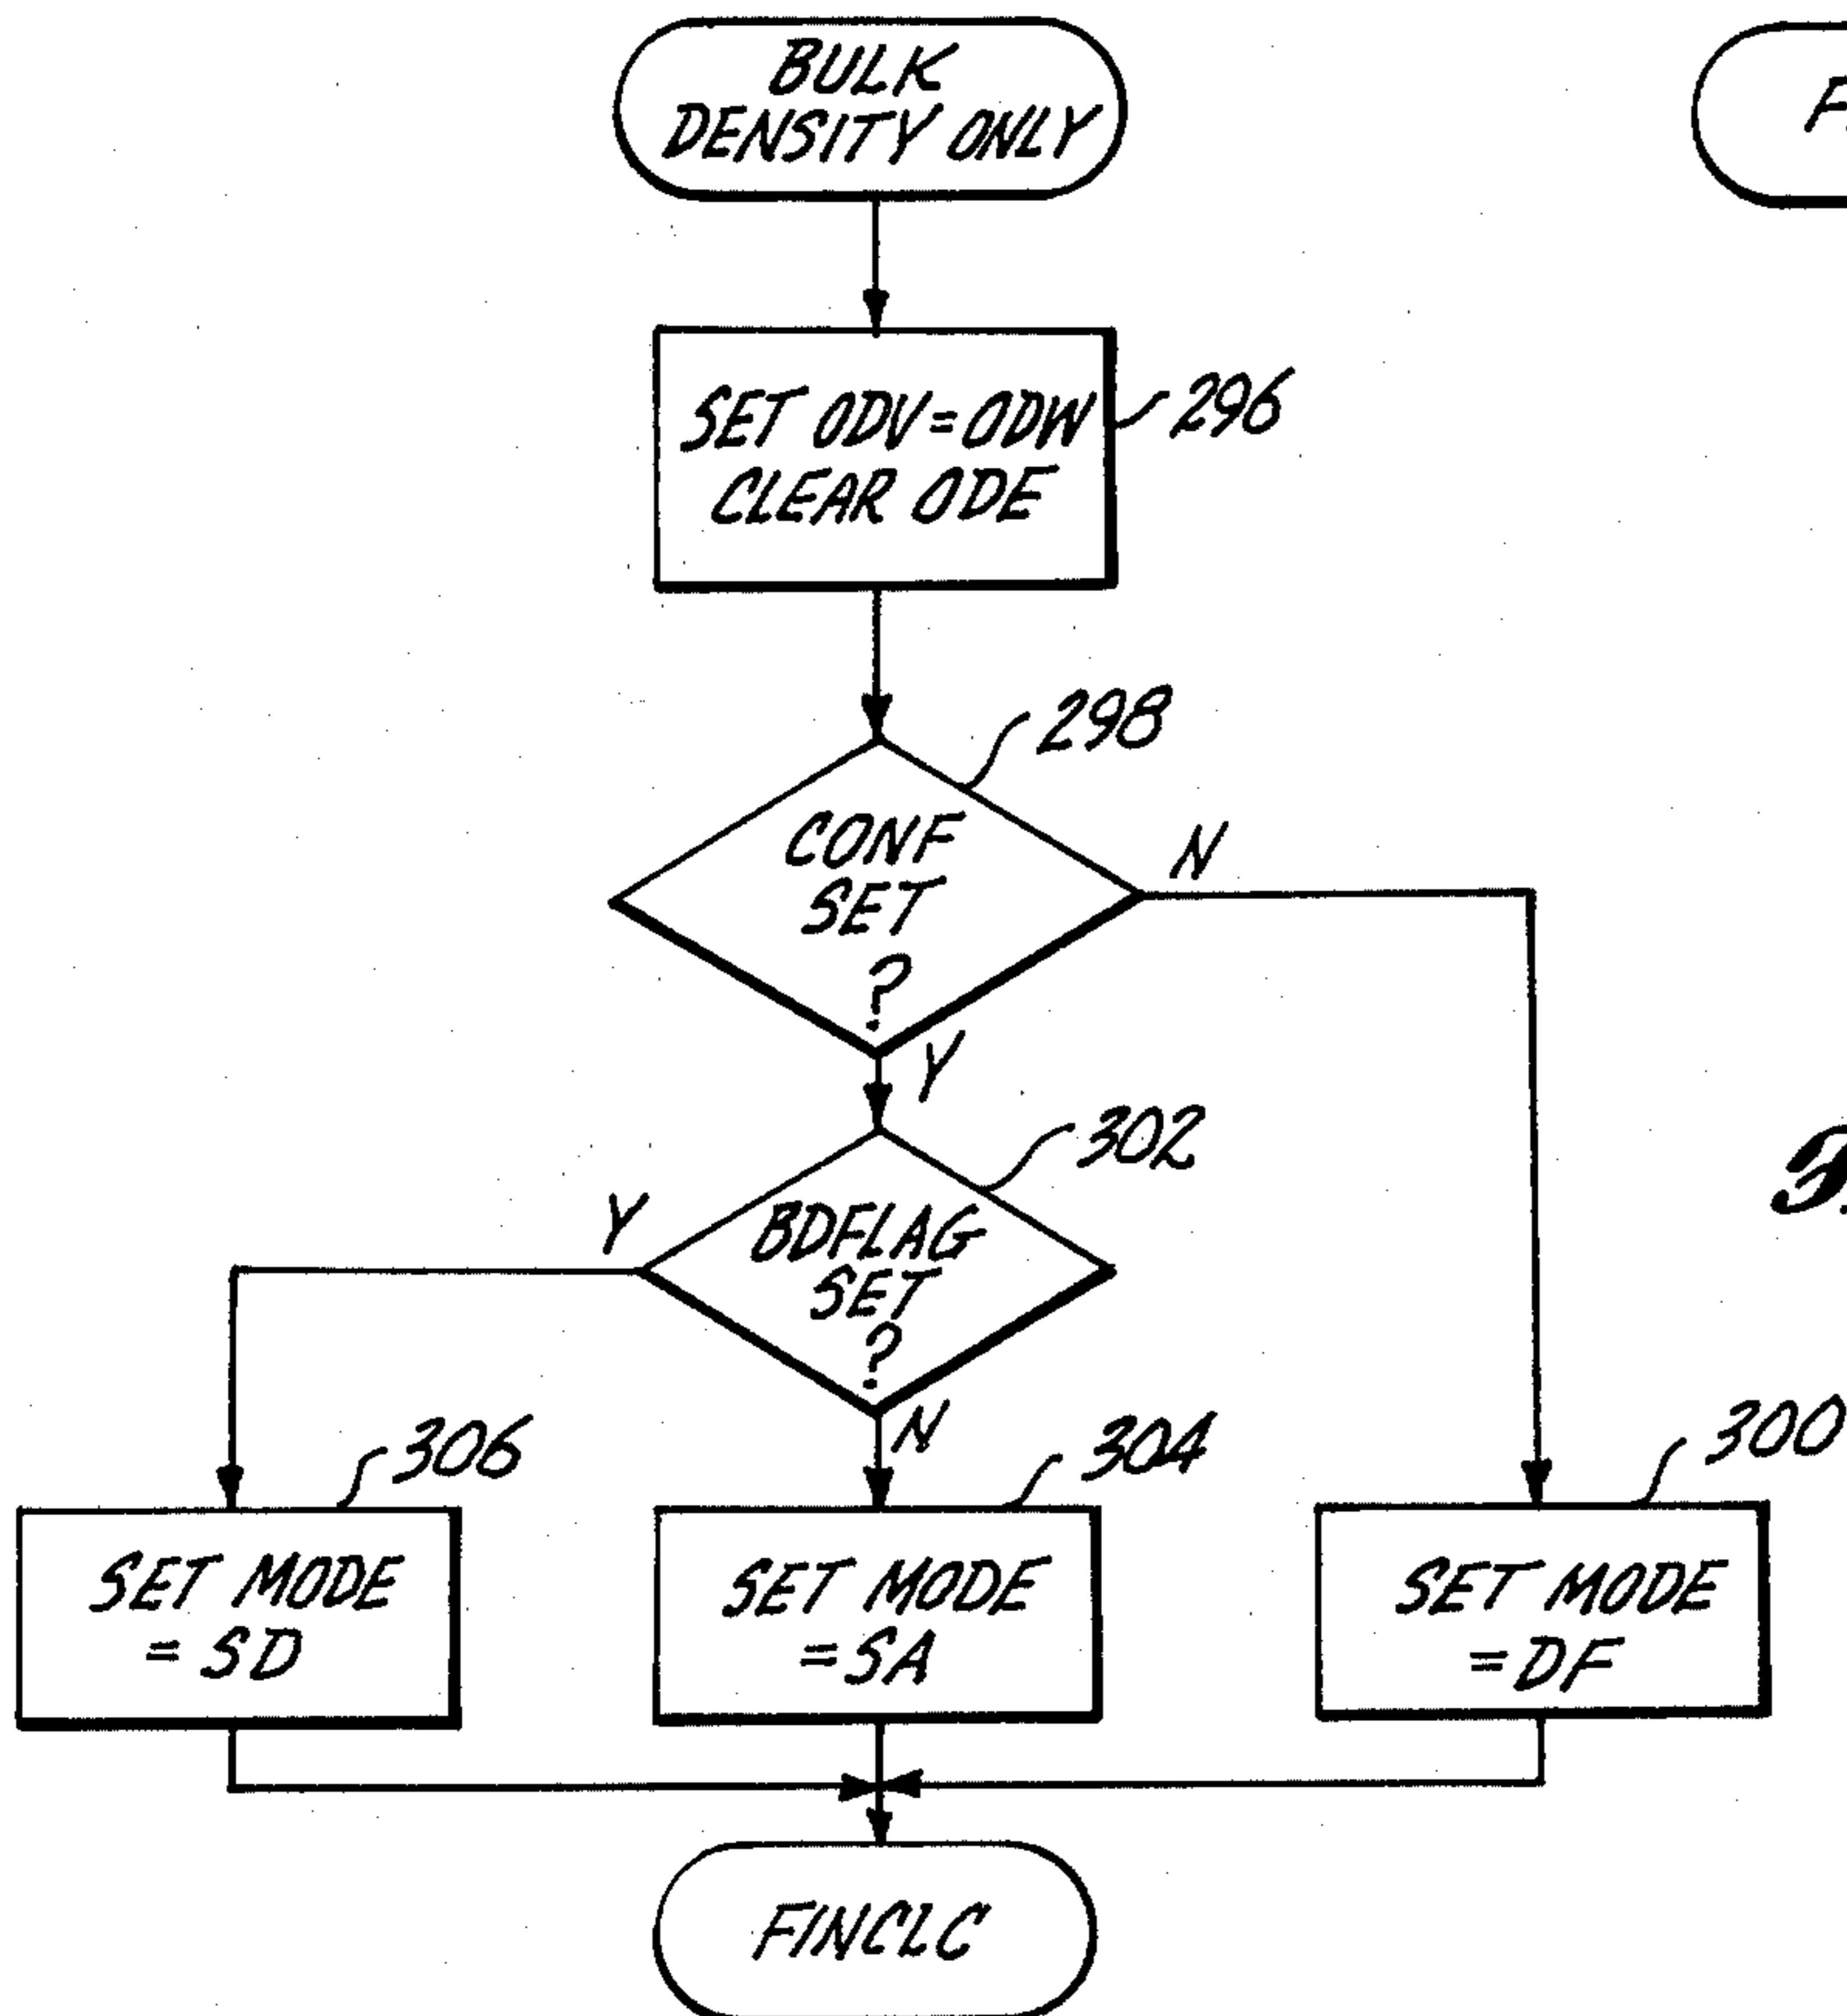 BULK
DENSITY ONLY
SET ODV=ODW
CLEAR ODE
296
298
CONF
SET
?
N
Y
302
BDFLAG
SET
?
Y
N
306
304
300
SET MODE
=SD
SET MODE
=SA
SET MODE
=DF
FINCLC